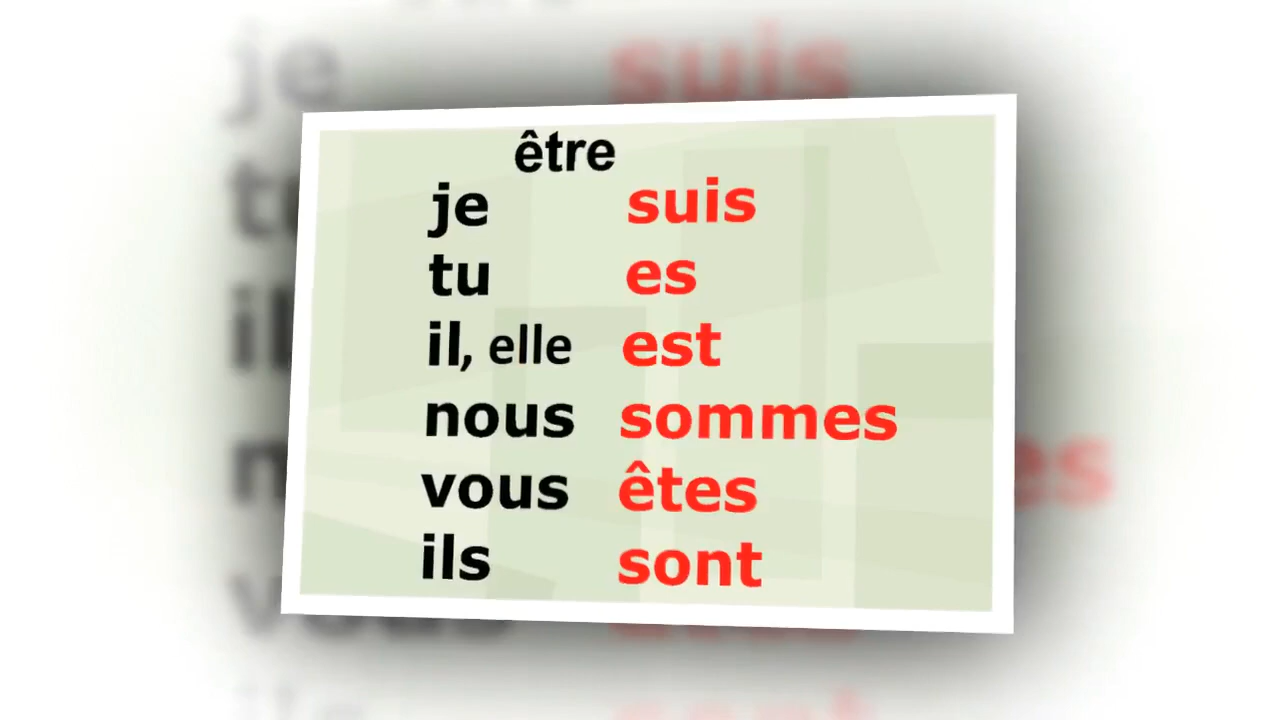 être
je suis
tu es
il, elle est
nous sommes
vous êtes
ils sont